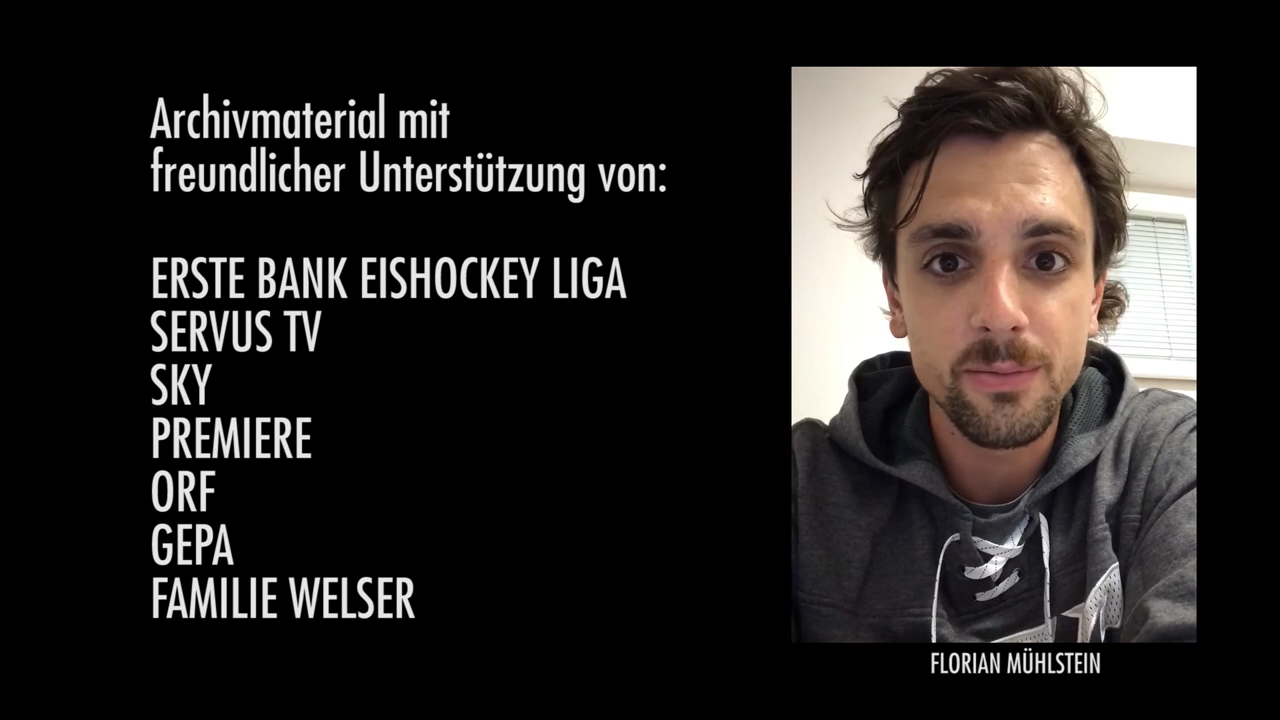 Archivmaterial mit
freundlicher Unterstützung von:
ERSTE BANK EISHOCKEY LIGA
SERVUS TV
SKY
PREMIERE
ORF
GEPA
FAMILIE WELSER
FLORIAN MÜHLSTEIN